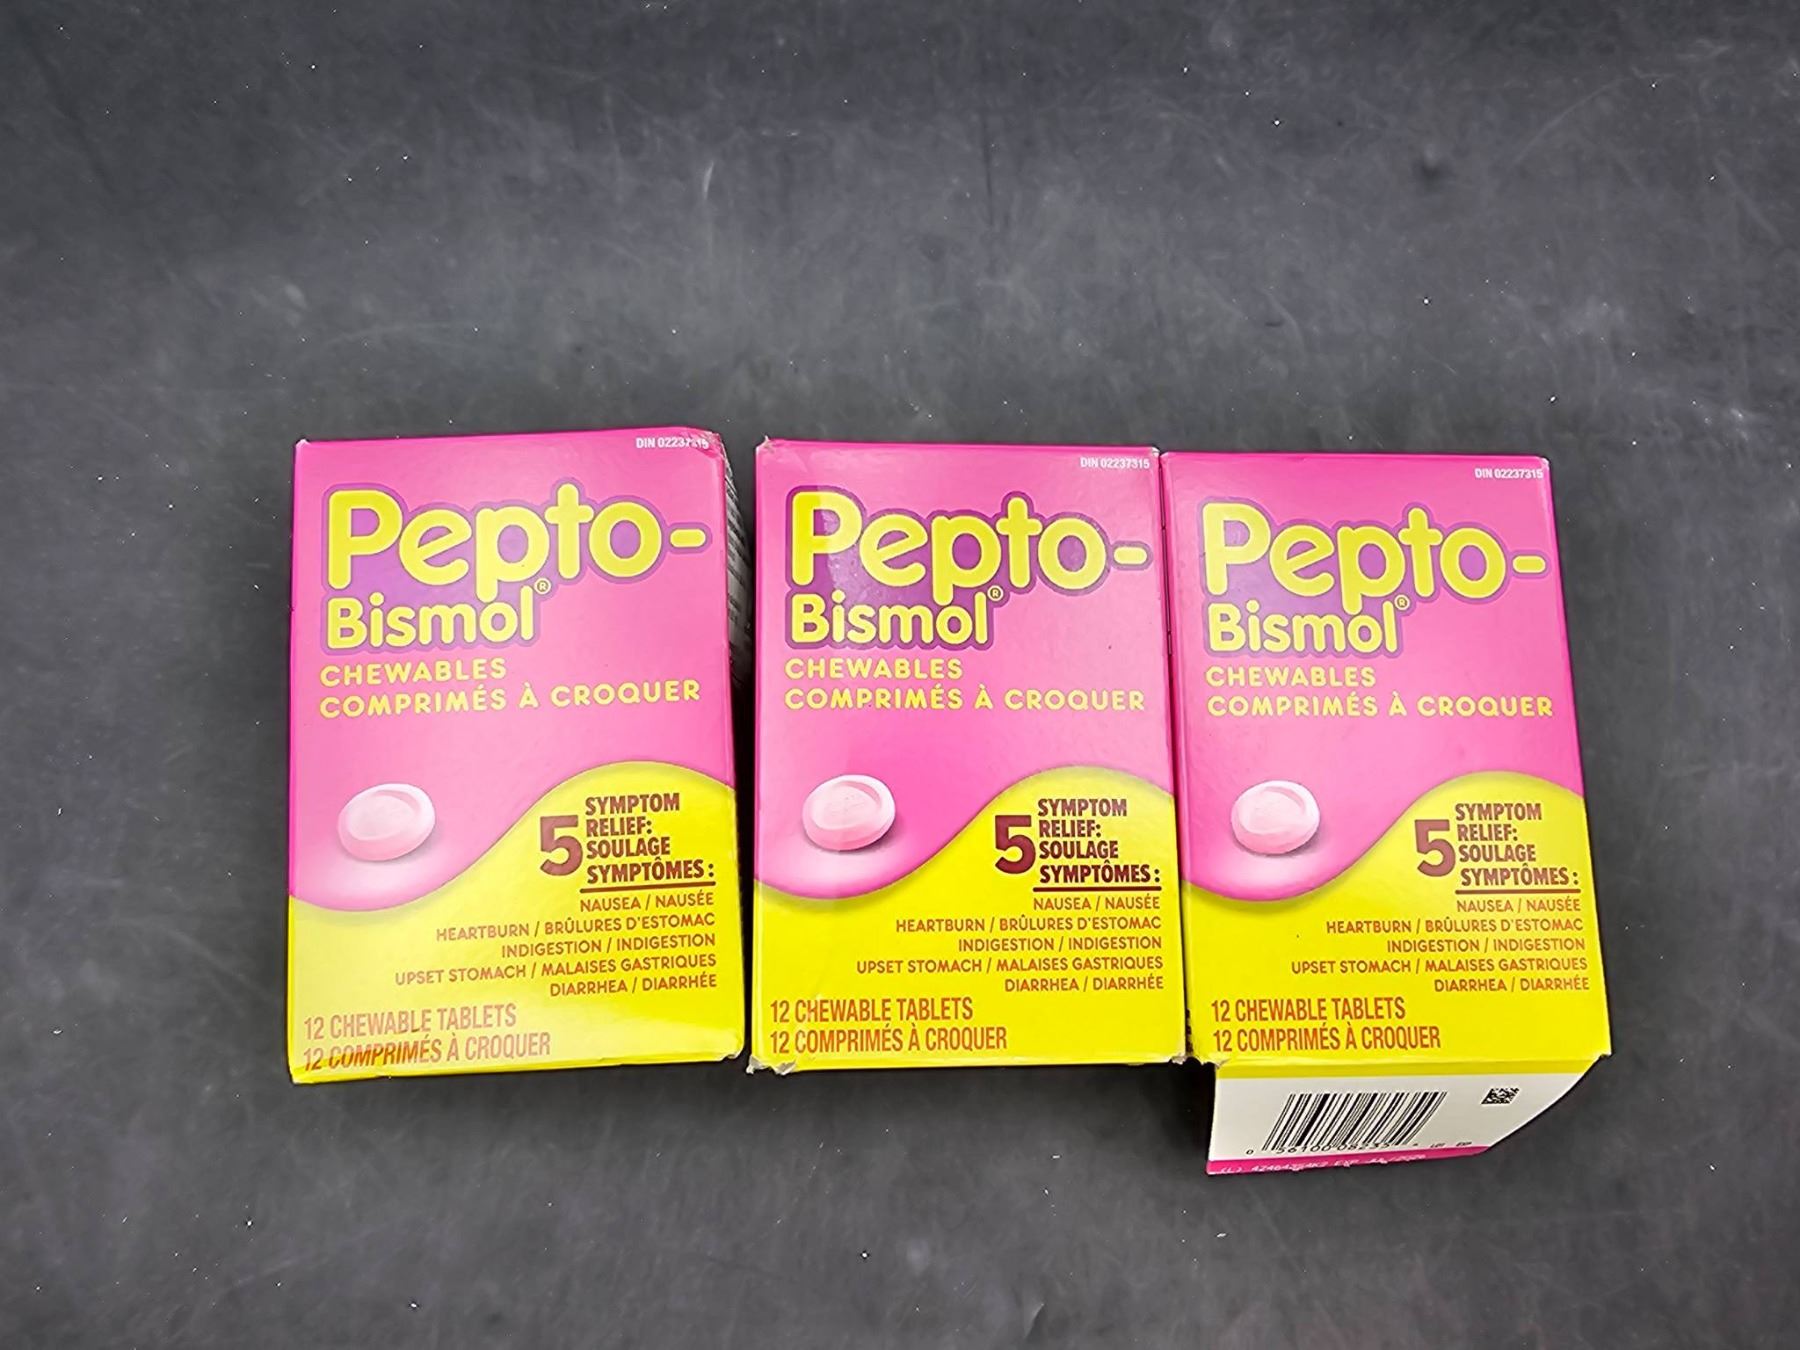 DIN 02237315
Pepto-
Bismol®
CHEWABLES
COMPRIMÉS À CROQUER
5 SYMPTOM
RELIEF:
SOULAGE
SYMPTÔMES :
NAUSEA / NAUSÉE
HEARTBURN / BRÛLURES D'ESTOMAC
INDIGESTION / INDIGESTION
UPSET STOMACH / MALAISES GASTRIQUES
DIARRHEA / DIARRHÉE
12 CHEWABLE TABLETS
12 COMPRIMÉS À CROQUER
DIN 02237315
Pepto-
Bismol®
CHEWABLES
COMPRIMÉS À CROQUER
5 SYMPTOM
RELIEF:
SOULAGE
SYMPTÔMES :
NAUSEA / NAUSÉE
HEARTBURN / BRÛLURES D'ESTOMAC
INDIGESTION / INDIGESTION
UPSET STOMACH / MALAISES GASTRIQUES
DIARRHEA / DIARRHÉE
12 CHEWABLE TABLETS
12 COMPRIMÉS À CROQUER
DIN 02237315
Pepto-
Bismol®
CHEWABLES
COMPRIMÉS À CROQUER
5 SYMPTOM
RELIEF:
SOULAGE
SYMPTÔMES :
NAUSEA / NAUSÉE
HEARTBURN / BRÛLURES D'ESTOMAC
INDIGESTION / INDIGESTION
UPSET STOMACH / MALAISES GASTRIQUES
DIARRHEA / DIARRHÉE
12 CHEWABLE TABLETS
12 COMPRIMÉS À CROQUER